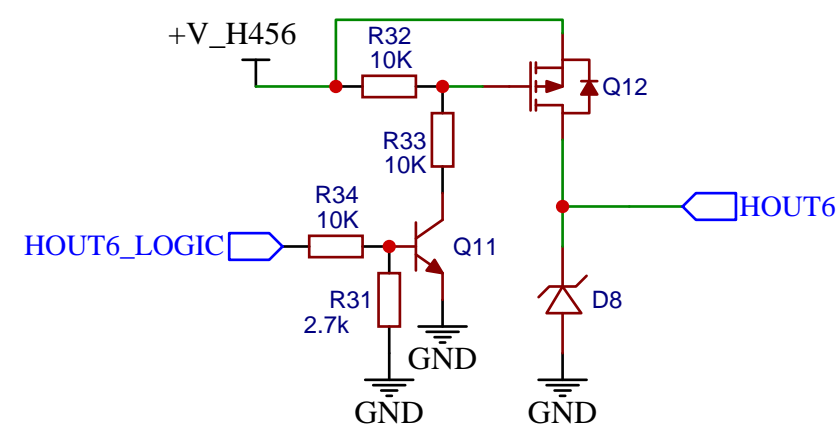 +V_H456
R32
10K
Q12
R33
10K
R34
10K
HOUT6
HOUT6_LOGIC
Q11
R31
2.7k
D8
GND
GND
GND